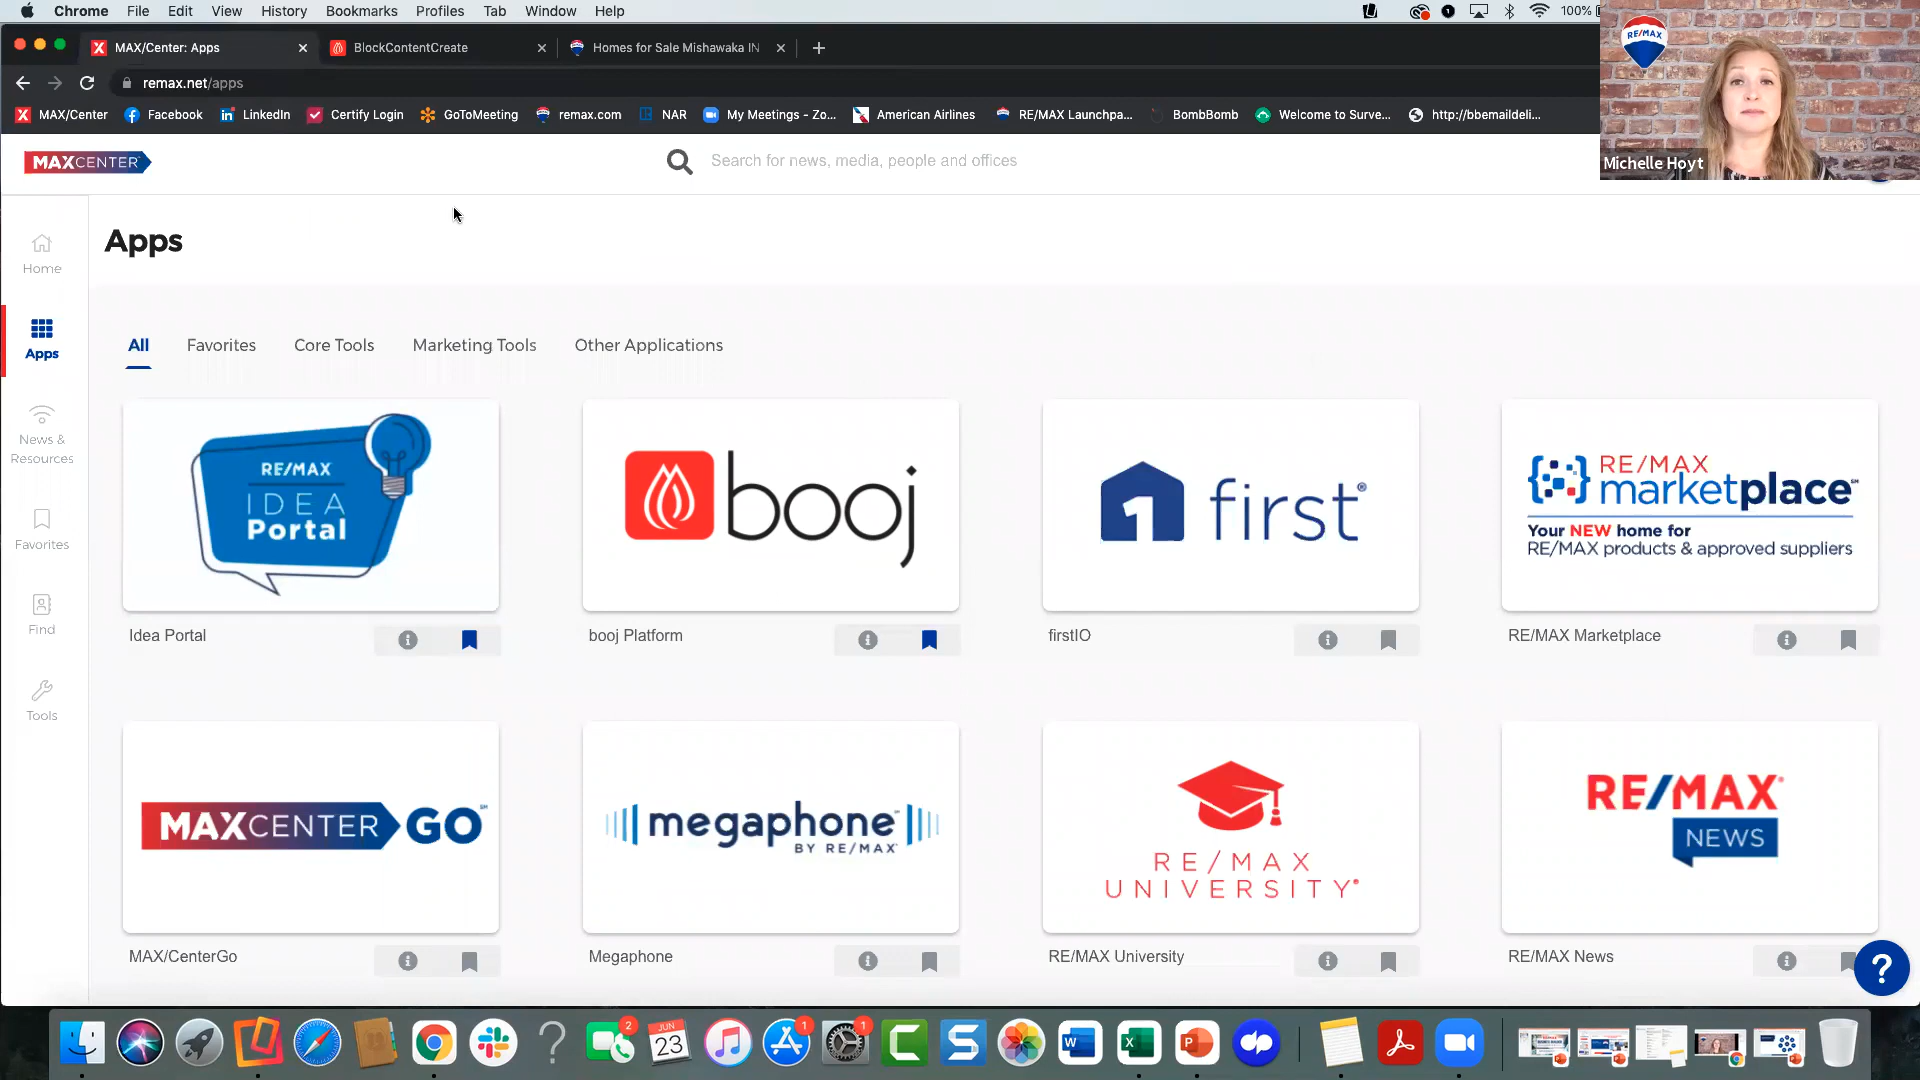 Chrome File Edit View History Bookmarks Profiles Tab Window Help 100%
MAX/Center: Apps BlockContentCreate Homes for Sale Mishawaka IN
remax.net/apps
MAX/Center Facebook LinkedIn Certify Login GoToMeeting remax.com NAR My Meetings - Zo... American Airlines RE/MAX Launchpa... BombBomb Welcome to Surve... http://bbemaildeli...
RE/MAX
Michelle Hoyt
MAXCENTER
Search for news, media, people and offices
Home
Apps
News &
Resources
Favorites
Find
Tools
Apps
All Favorites Core Tools Marketing Tools Other Applications
RE/MAX
IDEA
Portal
booj
1 first®
RE/MAX
marketplace℠
Your NEW home for
RE/MAX products & approved suppliers
Idea Portal booj Platform firstIO RE/MAX Marketplace
MAXCENTER GO℠
megaphone
BY RE/MAX
RE/MAX
UNIVERSITY®
RE/MAX®
NEWS
MAX/CenterGo Megaphone RE/MAX University RE/MAX News
?
2 JUN 23 1 1